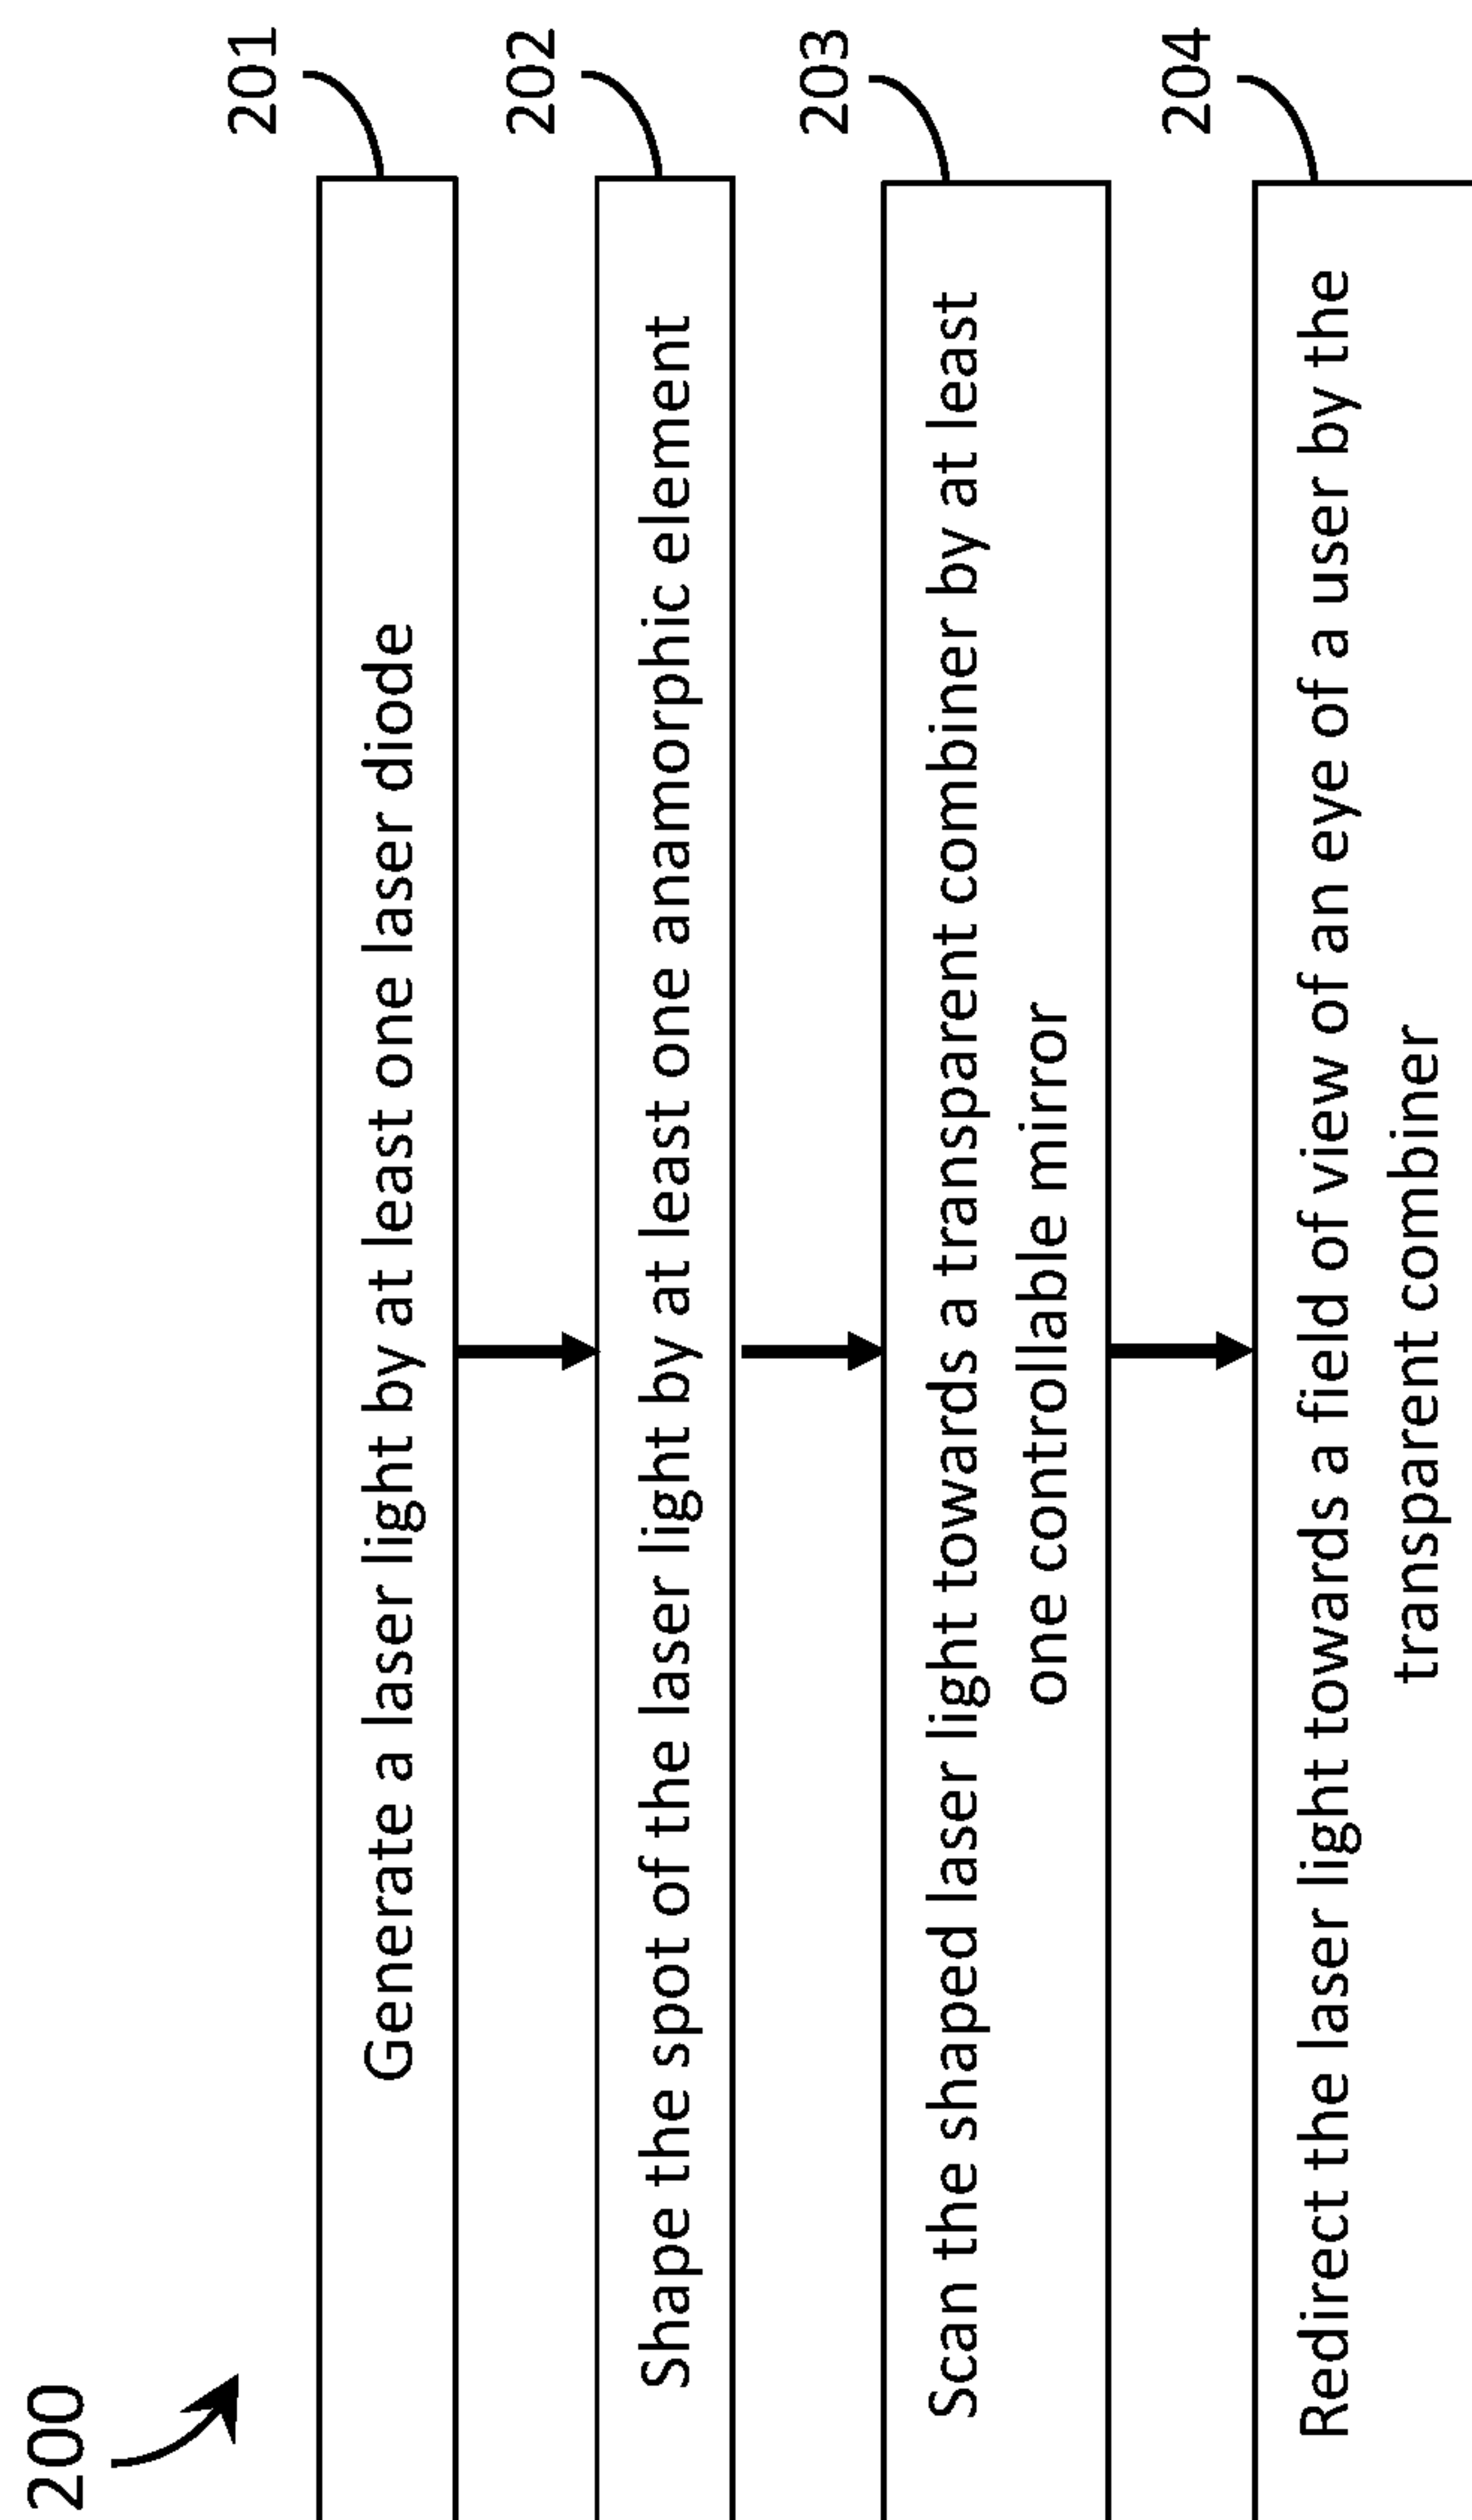 200
201
Generate a laser light by at least one laser diode
202
Shape the spot of the laser light by at least one anamorphic element
203
Scan the shaped laser light towards a transparent combiner by at least
one controllable mirror
204
Redirect the laser light towards a field of view of an eye of a user by the
transparent combiner